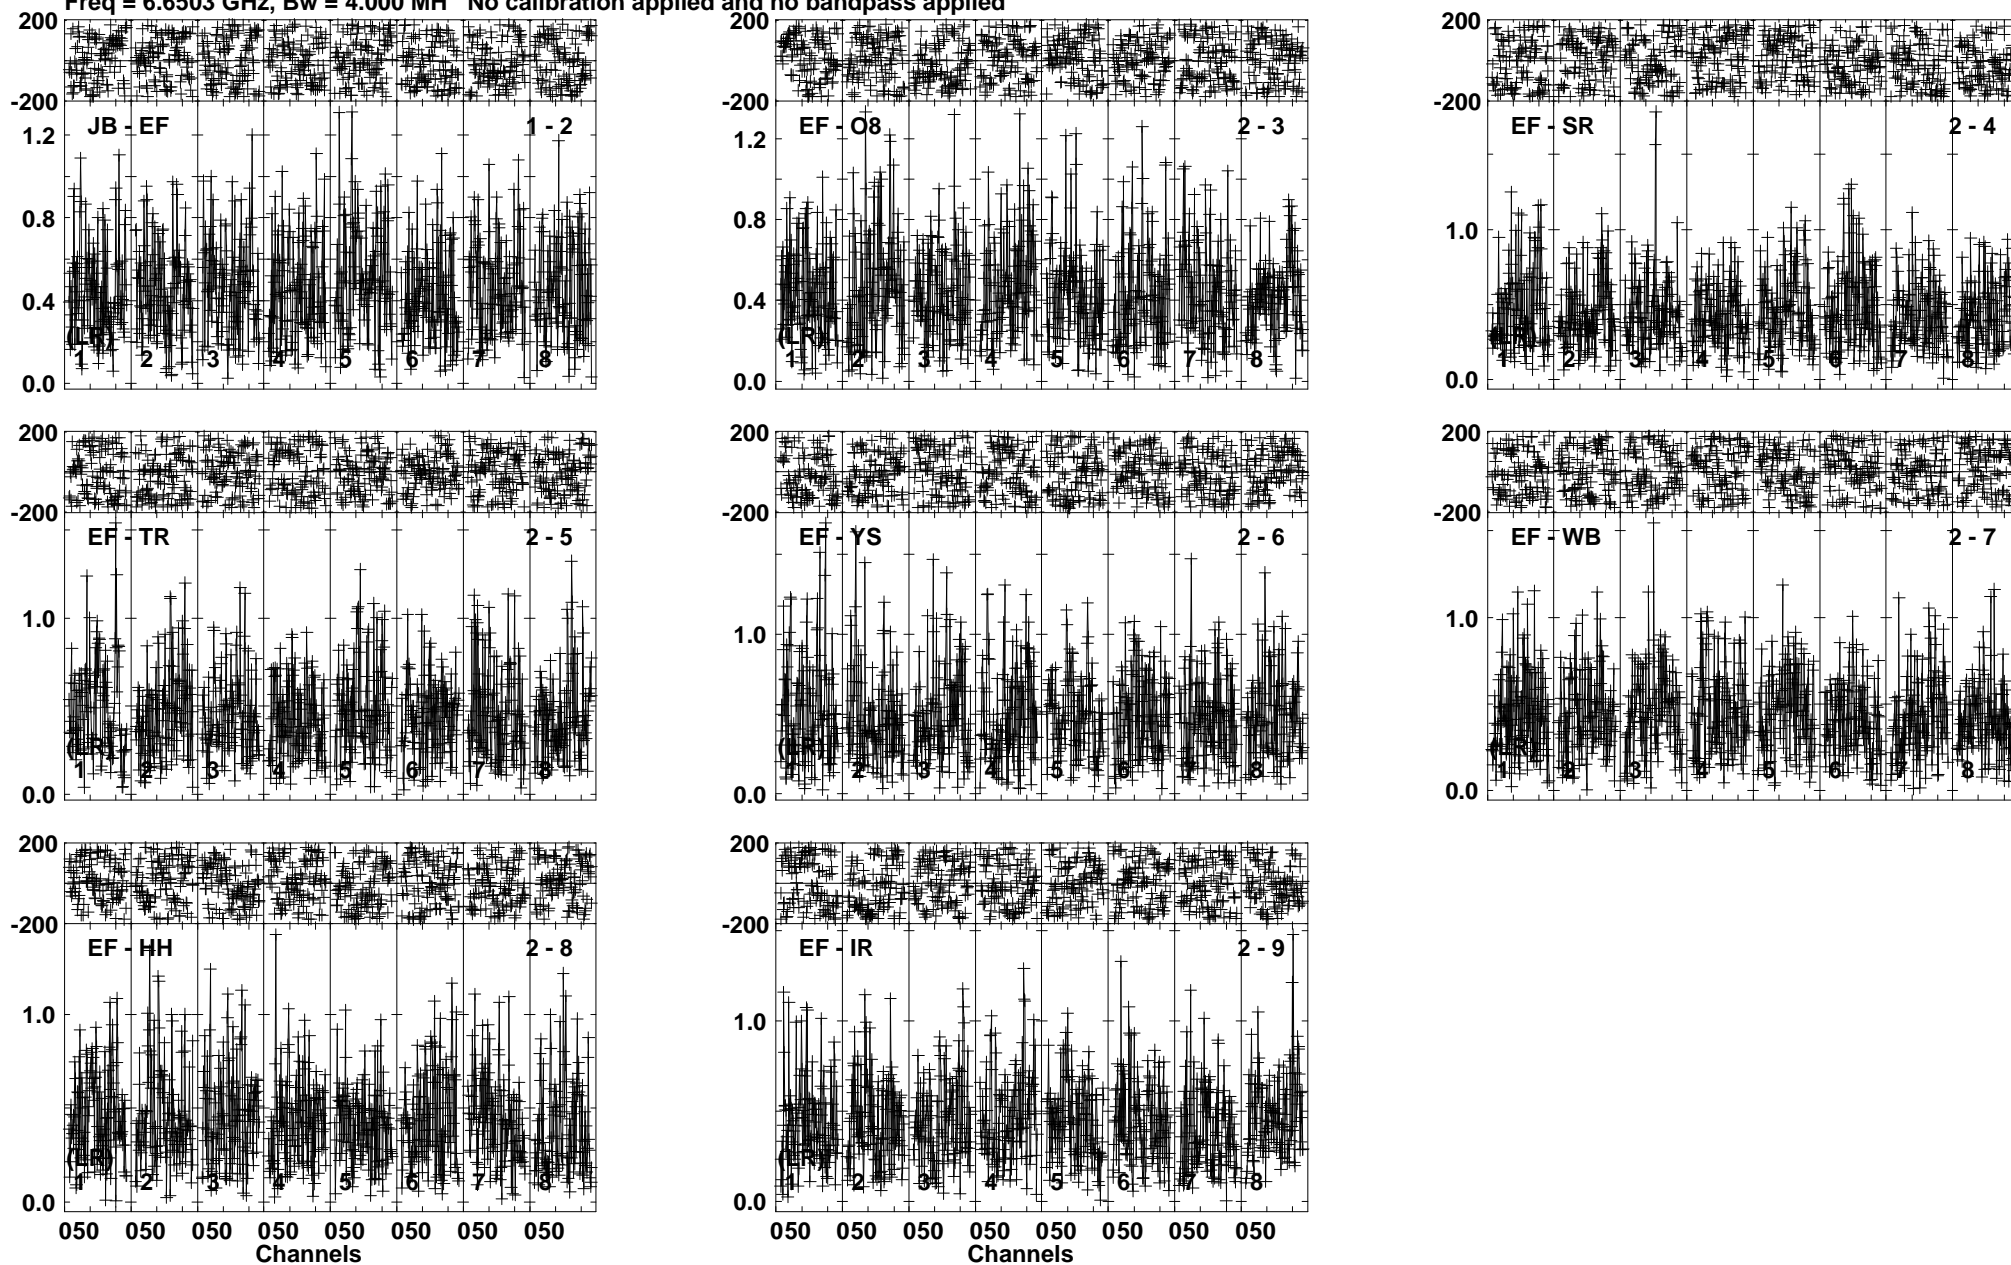 Freq = 6.6503 GHz, Bw = 4.000 MH No calibration applied and no bandpass applied
200
-200
JB - EF 1 - 2
1.2
0.8
0.4
0.0
(LR)
1 2 3 4 5 6 7 8
200
-200
EF - O8 2 - 3
1.2
0.8
0.4
0.0
(LR)
1 2 3 4 5 6 7 8
200
-200
EF - SR 2 - 4
1.0
0.0
(LR)
1 2 3 4 5 6 7 8
200
-200
EF - TR 2 - 5
1.0
0.0
(LR)
1 2 3 4 5 6 7 8
200
-200
EF - YS 2 - 6
1.0
0.0
(LR)
1 2 3 4 5 6 7 8
200
-200
EF - WB 2 - 7
1.0
0.0
(LR)
1 2 3 4 5 6 7 8
200
-200
EF - HH 2 - 8
1.0
0.0
(LR)
1 2 3 4 5 6 7 8
050 050 050 050 050 050 050 050
Channels
200
-200
EF - IR 2 - 9
1.0
0.0
(LR)
1 2 3 4 5 6 7 8
050 050 050 050 050 050 050 050
Channels